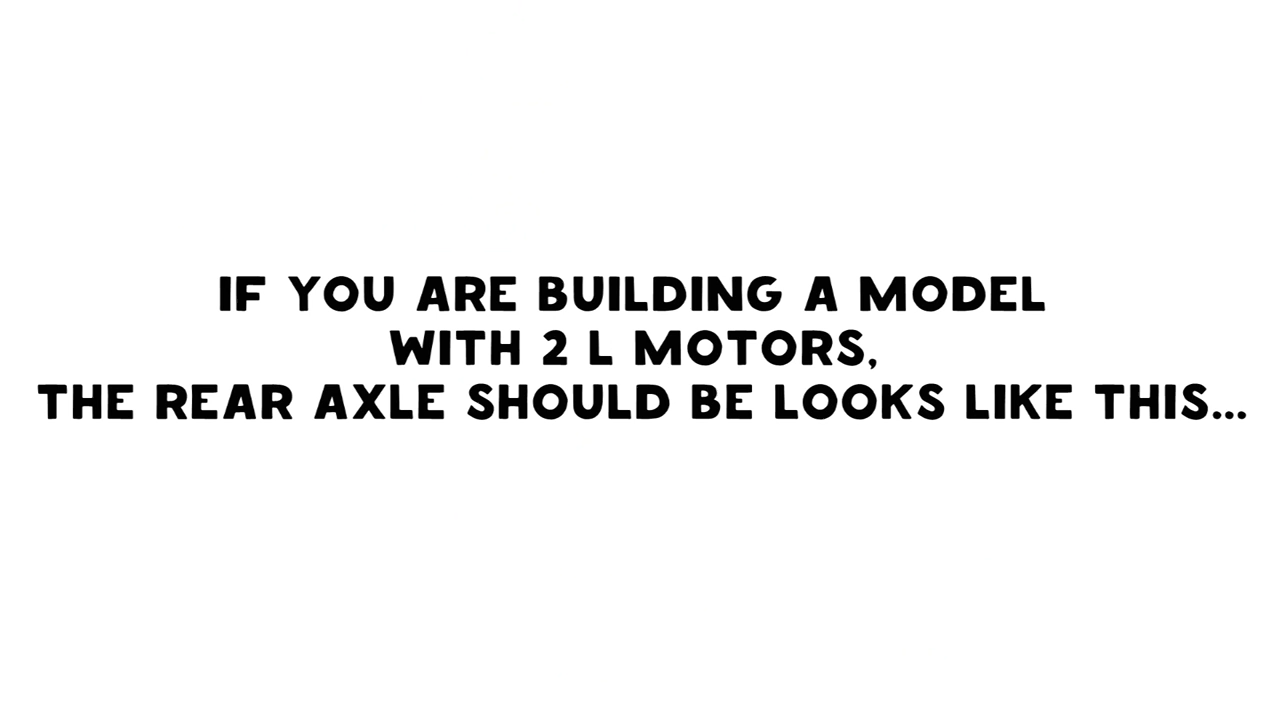 IF YOU ARE BUILDING A MODEL
WITH 2 L MOTORS,
THE REAR AXLE SHOULD BE LOOKS LIKE THIS...